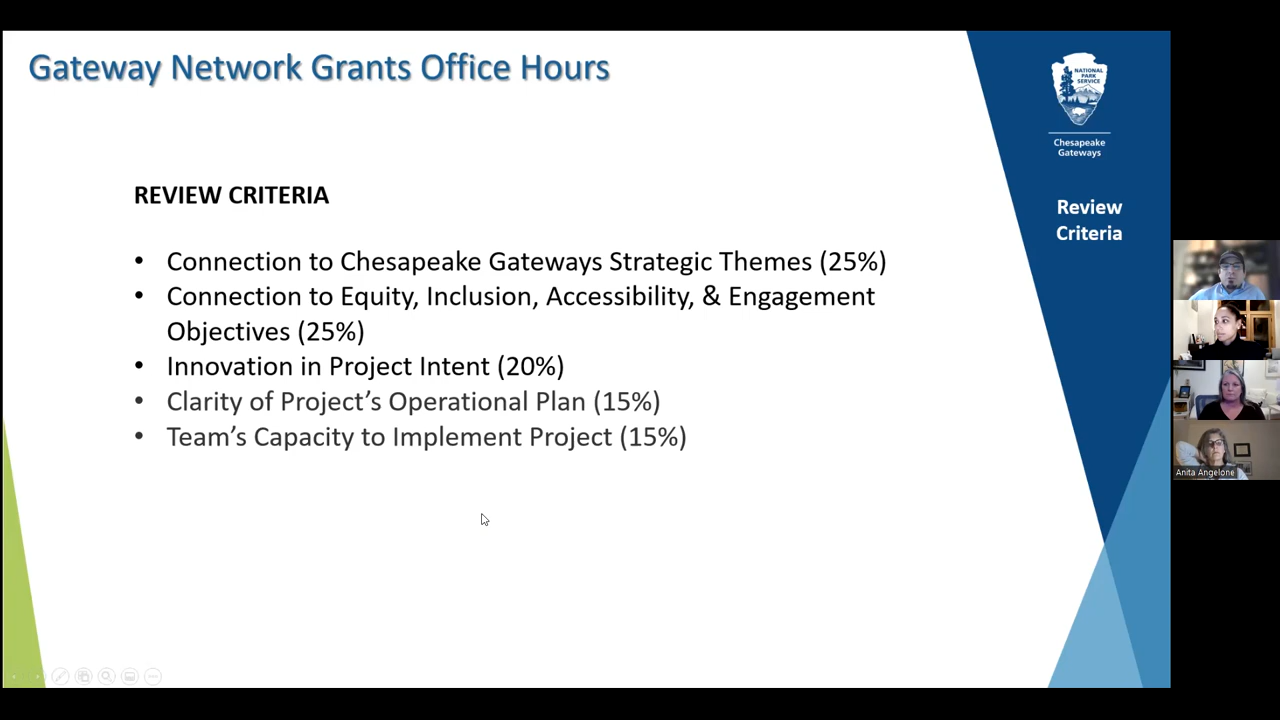 Gateway Network Grants Office Hours
NATIONAL
PARK
SERVICE
Chesapeake
Gateways
Review
Criteria
REVIEW CRITERIA
• Connection to Chesapeake Gateways Strategic Themes (25%)
• Connection to Equity, Inclusion, Accessibility, & Engagement
Objectives (25%)
• Innovation in Project Intent (20%)
• Clarity of Project’s Operational Plan (15%)
• Team’s Capacity to Implement Project (15%)
Anita Angelone